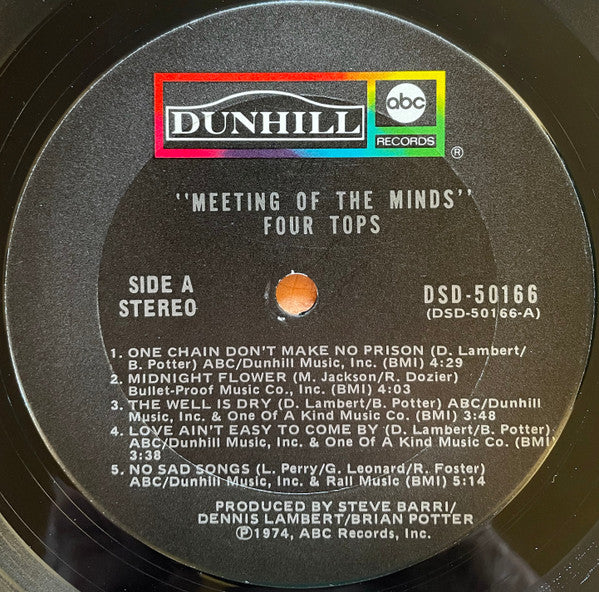 DUNHILL
abc
RECORDS
®
"MEETING OF THE MINDS"
FOUR TOPS
SIDE A
STEREO
DSD-50166
(DSD-50166-A)
1. ONE CHAIN DON'T MAKE NO PRISON (D. Lambert/
B. Potter) ABC/Dunhill Music, Inc. (BMI) 4:29
2. MIDNIGHT FLOWER (M. Jackson/R. Dozier)
Bullet-Proof Music Co., Inc. (BMI) 4:03
3. THE WELL IS DRY (D. Lambert/B. Potter) ABC/Dunhill
Music, Inc. & One Of A Kind Music Co. (BMI) 3:48
4. LOVE AIN'T EASY TO COME BY (D. Lambert/B. Potter)
ABC/Dunhill Music, Inc. & One Of A Kind Music Co. (BMI)
3:38
5. NO SAD SONGS (L. Perry/G. Leonard/R. Foster)
ABC/Dunhill Music, Inc. & Rall Music (BMI) 5:14
PRODUCED BY STEVE BARRI/
DENNIS LAMBERT/BRIAN POTTER
℗1974, ABC Records, Inc.